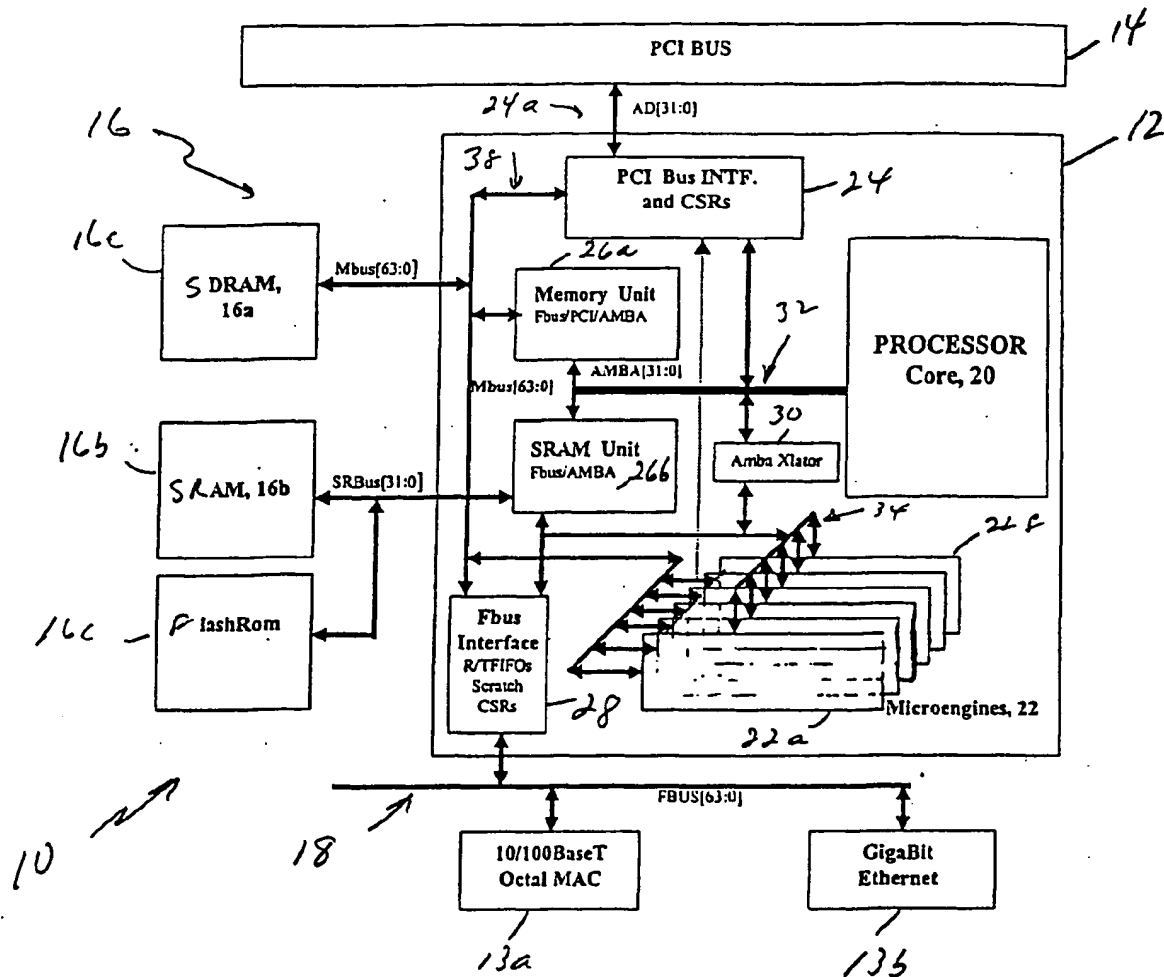 PCI BUS
14
24a
AD[31:0]
16
12
38
PCI Bus INTF.
and CSRs
24
16c
26a
SDRAM,
16a
Mbus[63:0]
Memory Unit
Fbus/PCI/AMBA
32
PROCESSOR
Core, 20
AMBA[31:0]
Mbus[63:0]
30
16b
SRAM Unit
Fbus/AMBA
26b
Amba Xlator
SRAM, 16b
SRBus[31:0]
34
16c
FlashRom
Fbus
Interface
R/TFIFOs
Scratch
CSRs
28
Microengines, 22
22a
FBUS[63:0]
10
18
10/100BaseT
Octal MAC
GigaBit
Ethernet
13a
13b